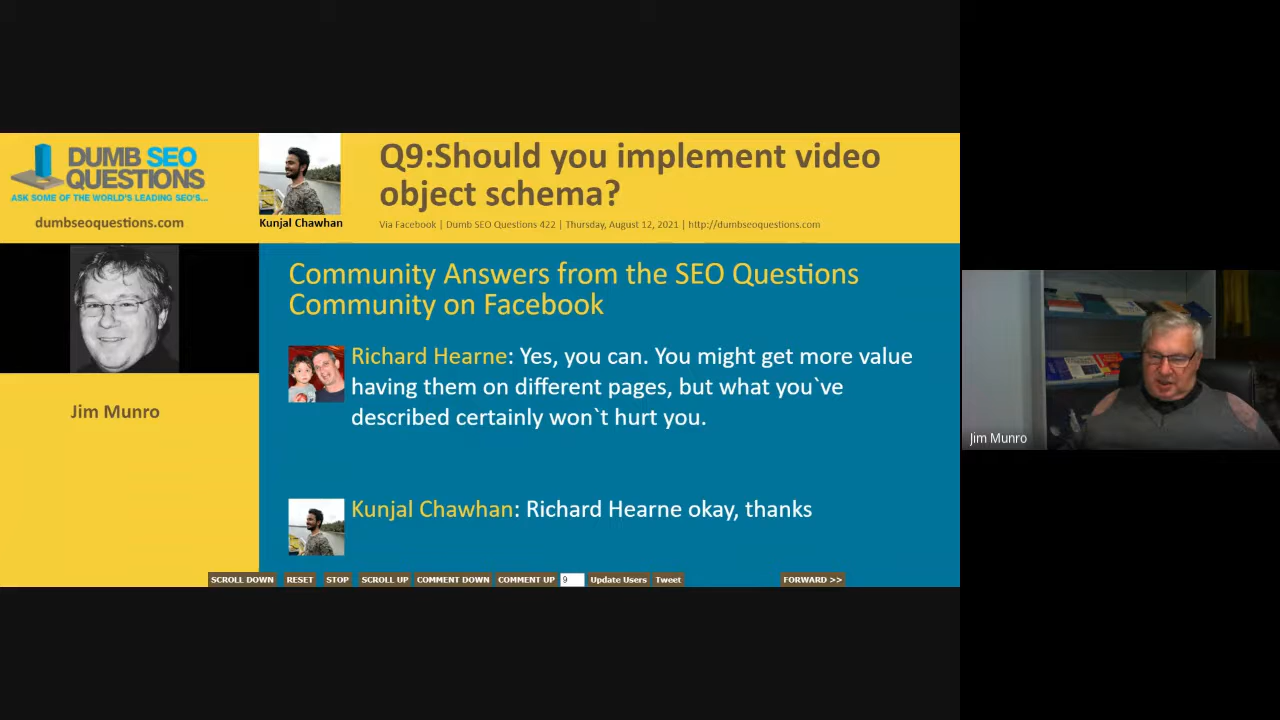 DUMB SEO
QUESTIONS
ASK SOME OF THE WORLD'S LEADING SEO'S...
dumbseoquestions.com
Kunjal Chawhan
Q9:Should you implement video
object schema?
Via Facebook | Dumb SEO Questions 422 | Thursday, August 12, 2021 | http://dumbseoquestions.com
Jim Munro
Community Answers from the SEO Questions
Community on Facebook
Richard Hearne: Yes, you can. You might get more value
having them on different pages, but what you`ve
described certainly won`t hurt you.
Kunjal Chawhan: Richard Hearne okay, thanks
SCROLL DOWN RESET STOP SCROLL UP COMMENT DOWN COMMENT UP 9 Update Users Tweet FORWARD >>
Jim Munro